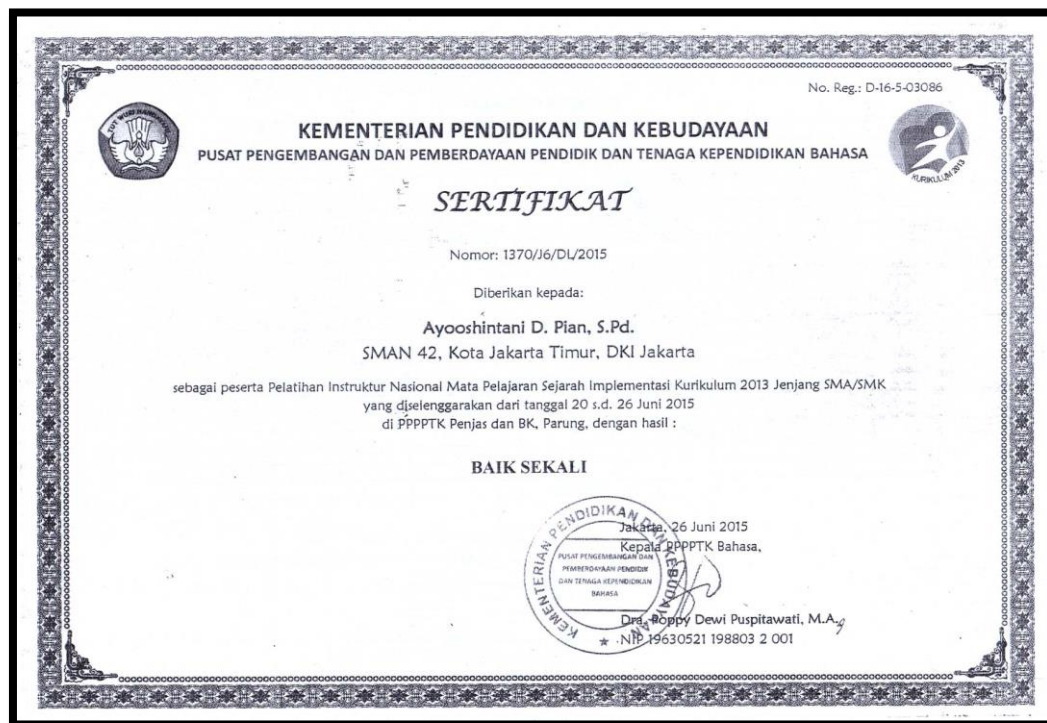 No. Reg.: D-16-5-03086
TUT WURI HANDAYANI
KURIKULUM 2013
KEMENTERIAN PENDIDIKAN DAN KEBUDAYAAN
PUSAT PENGEMBANGAN DAN PEMBERDAYAAN PENDIDIK DAN TENAGA KEPENDIDIKAN BAHASA
SERTIFIKAT
Nomor: 1370/J6/DL/2015
Diberikan kepada:
Ayooshintani D. Pian, S.Pd.
SMAN 42, Kota Jakarta Timur, DKI Jakarta
sebagai peserta Pelatihan Instruktur Nasional Mata Pelajaran Sejarah Implementasi Kurikulum 2013 Jenjang SMA/SMK
yang diselenggarakan dari tanggal 20 s.d. 26 Juni 2015
di PPPPTK Penjas dan BK, Parung, dengan hasil :
BAIK SEKALI
Jakarta, 26 Juni 2015
Kepala PPPPTK Bahasa,
KEMENTERIAN PENDIDIKAN DAN KEBUDAYAAN
PUSAT PENGEMBANGAN DAN
PEMBERDAYAAN PENDIDIK
DAN TENAGA KEPENDIDIKAN
BAHASA
Dra. Poppy Dewi Puspitawati, M.A.
NIP 19630521 198803 2 001